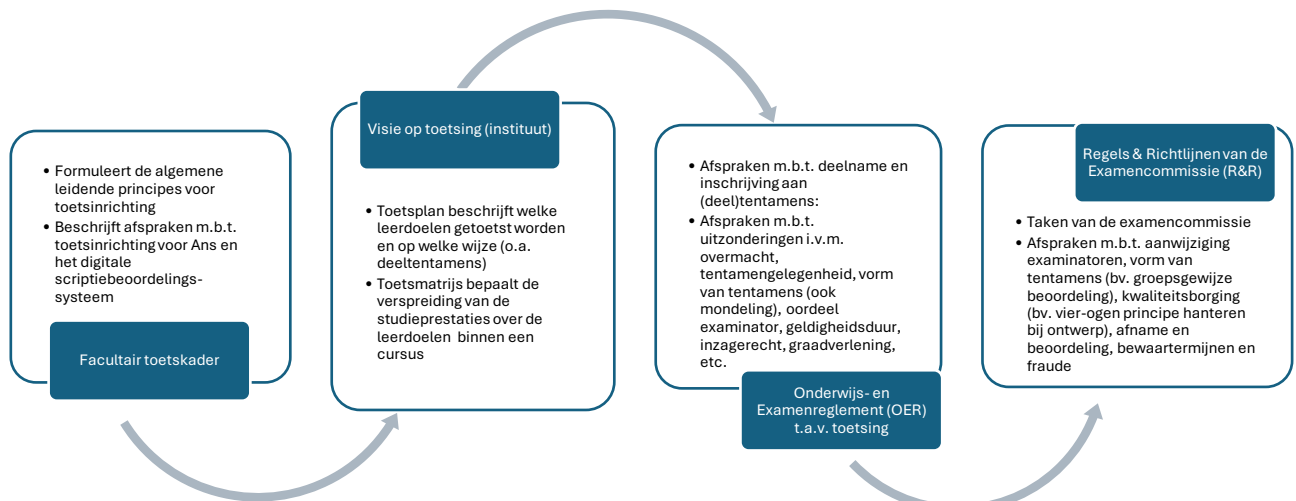 • Formuleert de algemene
leidende principes voor
toetsinrichting
• Beschrijft afspraken m.b.t.
toetsinrichting voor Ans en
het digitale
scriptiebeoordelings-
systeem
Facultair toetskader
Visie op toetsing (instituut)
• Toetsplan beschrijft welke
leerdoelen getoetst worden
en op welke wijze (o.a.
deeltentamens)
• Toetsmatrijs bepaalt de
verspreiding van de
studieprestaties over de
leerdoelen binnen een
cursus
• Afspraken m.b.t. deelname en
inschrijving aan
(deel)tentamens:
• Afspraken m.b.t.
uitzonderingen i.v.m.
overmacht,
tentamengelegenheid, vorm
van tentamens (ook
mondeling), oordeel
examinator, geldigheidsduur,
inzagerecht, graadverlening,
etc.
Onderwijs- en
Examenreglement (OER)
t.a.v. toetsing
Regels & Richtlijnen van de
Examencommissie (R&R)
• Taken van de examencommissie
• Afspraken m.b.t. aanwijziging
examinatoren, vorm van
tentamens (bv. groepsgewijze
beoordeling), kwaliteitsborging
(bv. vier-ogen principe hanteren
bij ontwerp), afname en
beoordeling, bewaartermijnen en
fraude